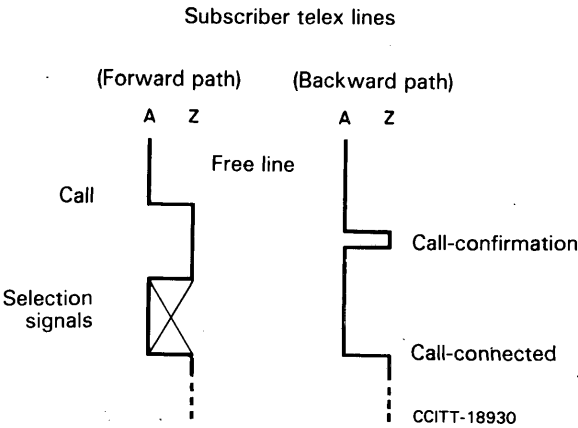 Subscriber telex lines
(Forward path) (Backward path)
A Z A Z
Free line
Call
Call-confirmation
Selection
signals
Call-connected
CCITT-18930